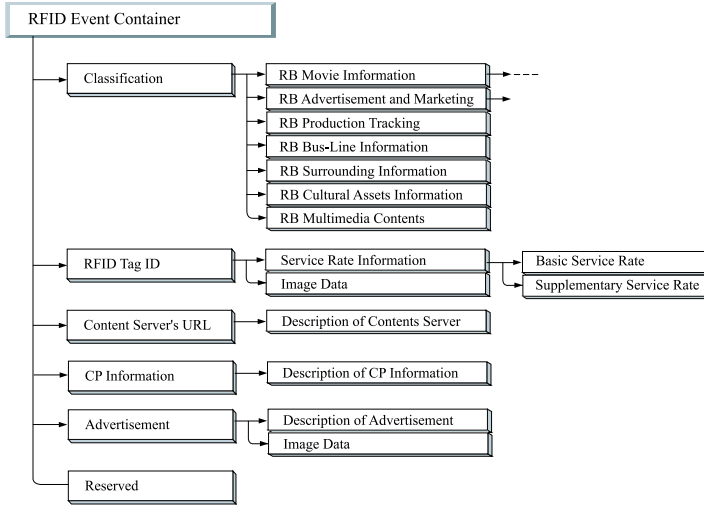 RFID Event Container
Classification
RB Movie Imformation
RB Advertisement and Marketing
RB Production Tracking
RB Bus-Line Information
RB Surrounding Information
RB Cultural Assets Information
RB Multimedia Contents
RFID Tag ID
Service Rate Information
Basic Service Rate
Image Data
Supplementary Service Rate
Content Server's URL
Description of Contents Server
CP Information
Description of CP Information
Advertisement
Description of Advertisement
Image Data
Reserved